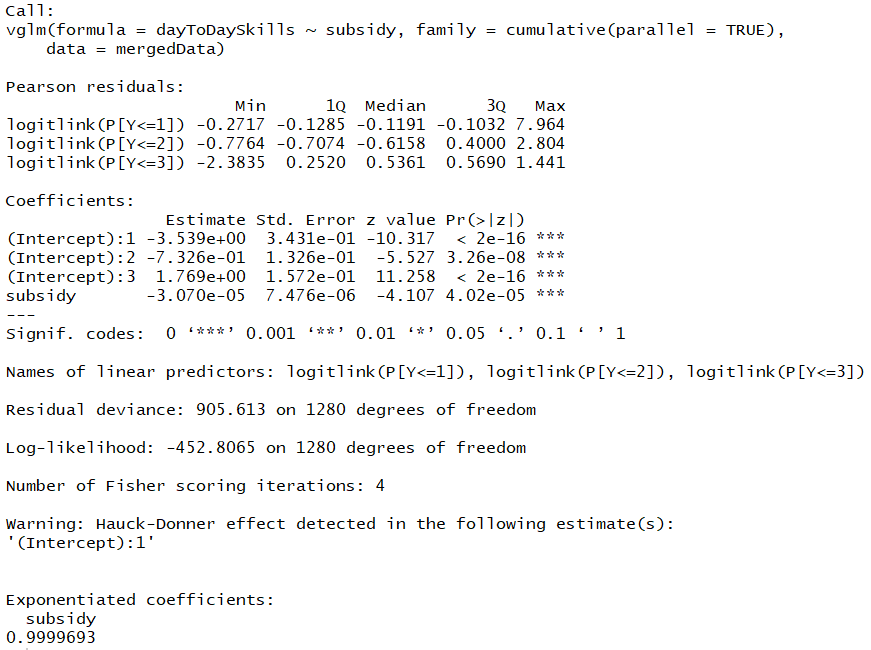 Call:
vglm(formula = dayToDaySkills ~ subsidy, family = cumulative(parallel = TRUE),
    data = mergedData)

Pearson residuals:
                       Min      1Q  Median      3Q   Max
logitlink(P[Y<=1]) -0.2717 -0.1285 -0.1191 -0.1032 7.964
logitlink(P[Y<=2]) -0.7764 -0.7074 -0.6158  0.4000 2.804
logitlink(P[Y<=3]) -2.3835  0.2520  0.5361  0.5690 1.441

Coefficients:
                Estimate Std. Error z value Pr(>|z|)
(Intercept):1 -3.539e+00  3.431e-01 -10.317  < 2e-16 ***
(Intercept):2 -7.326e-01  1.326e-01  -5.527 3.26e-08 ***
(Intercept):3  1.769e+00  1.572e-01  11.258  < 2e-16 ***
subsidy       -3.070e-05  7.476e-06  -4.107 4.02e-05 ***
---
Signif. codes:  0 ‘***’ 0.001 ‘**’ 0.01 ‘*’ 0.05 ‘.’ 0.1 ‘ ’ 1

Names of linear predictors: logitlink(P[Y<=1]), logitlink(P[Y<=2]), logitlink(P[Y<=3])

Residual deviance: 905.613 on 1280 degrees of freedom

Log-likelihood: -452.8065 on 1280 degrees of freedom

Number of Fisher scoring iterations: 4

Warning: Hauck-Donner effect detected in the following estimate(s):
'(Intercept):1'


Exponentiated coefficients:
  subsidy
0.9999693